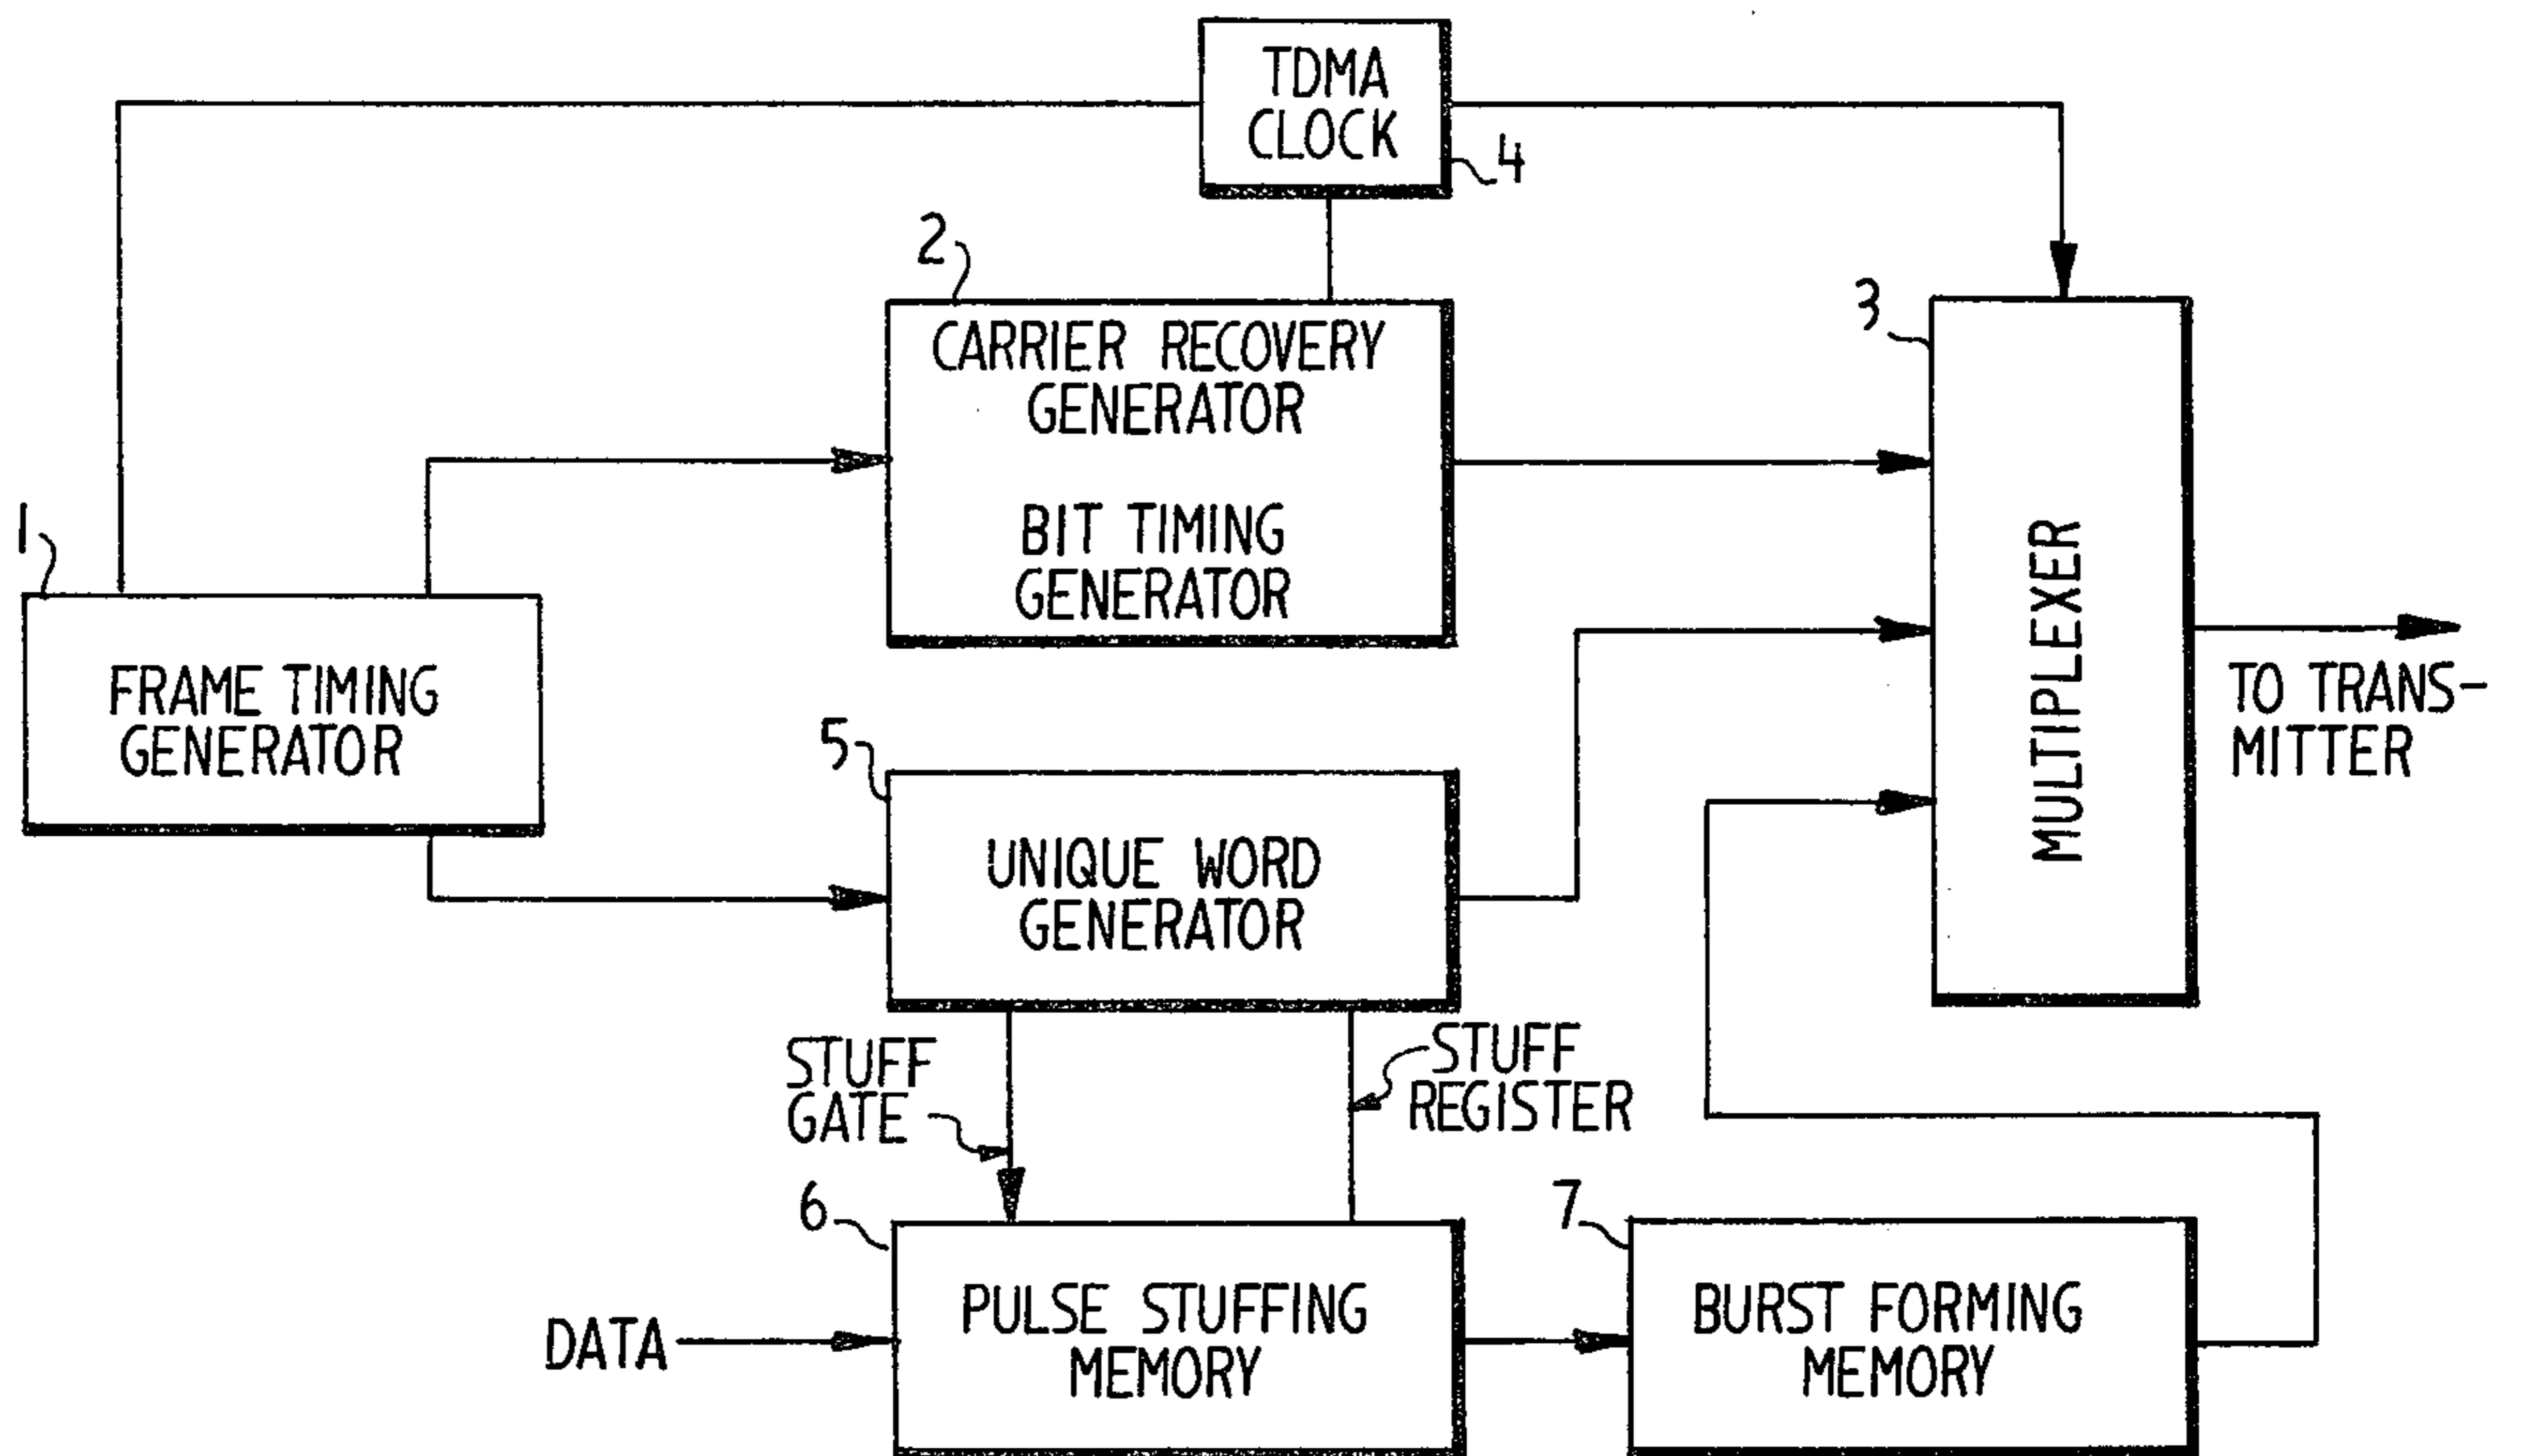 TDMA
CLOCK
4
2
CARRIER RECOVERY
GENERATOR
BIT TIMING
GENERATOR
3
MULTIPLEXER
1
FRAME TIMING
GENERATOR
TO TRANS-
MITTER
5
UNIQUE WORD
GENERATOR
STUFF
GATE
STUFF
REGISTER
6
DATA
PULSE STUFFING
MEMORY
7
BURST FORMING
MEMORY